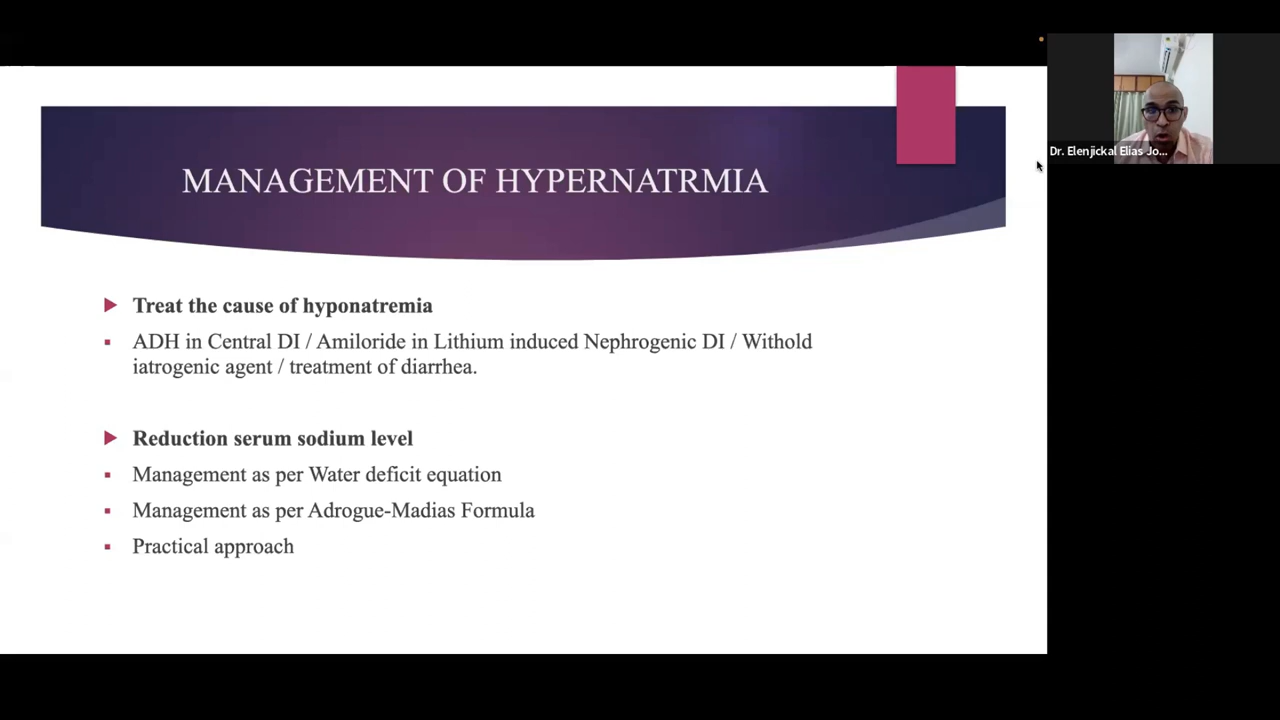 MANAGEMENT OF HYPERNATRMIA
Treat the cause of hyponatremia
ADH in Central DI / Amiloride in Lithium induced Nephrogenic DI / Withold
iatrogenic agent / treatment of diarrhea.
Reduction serum sodium level
Management as per Water deficit equation
Management as per Adrogue-Madias Formula
Practical approach
Dr. Elenjickal Elias Jo...